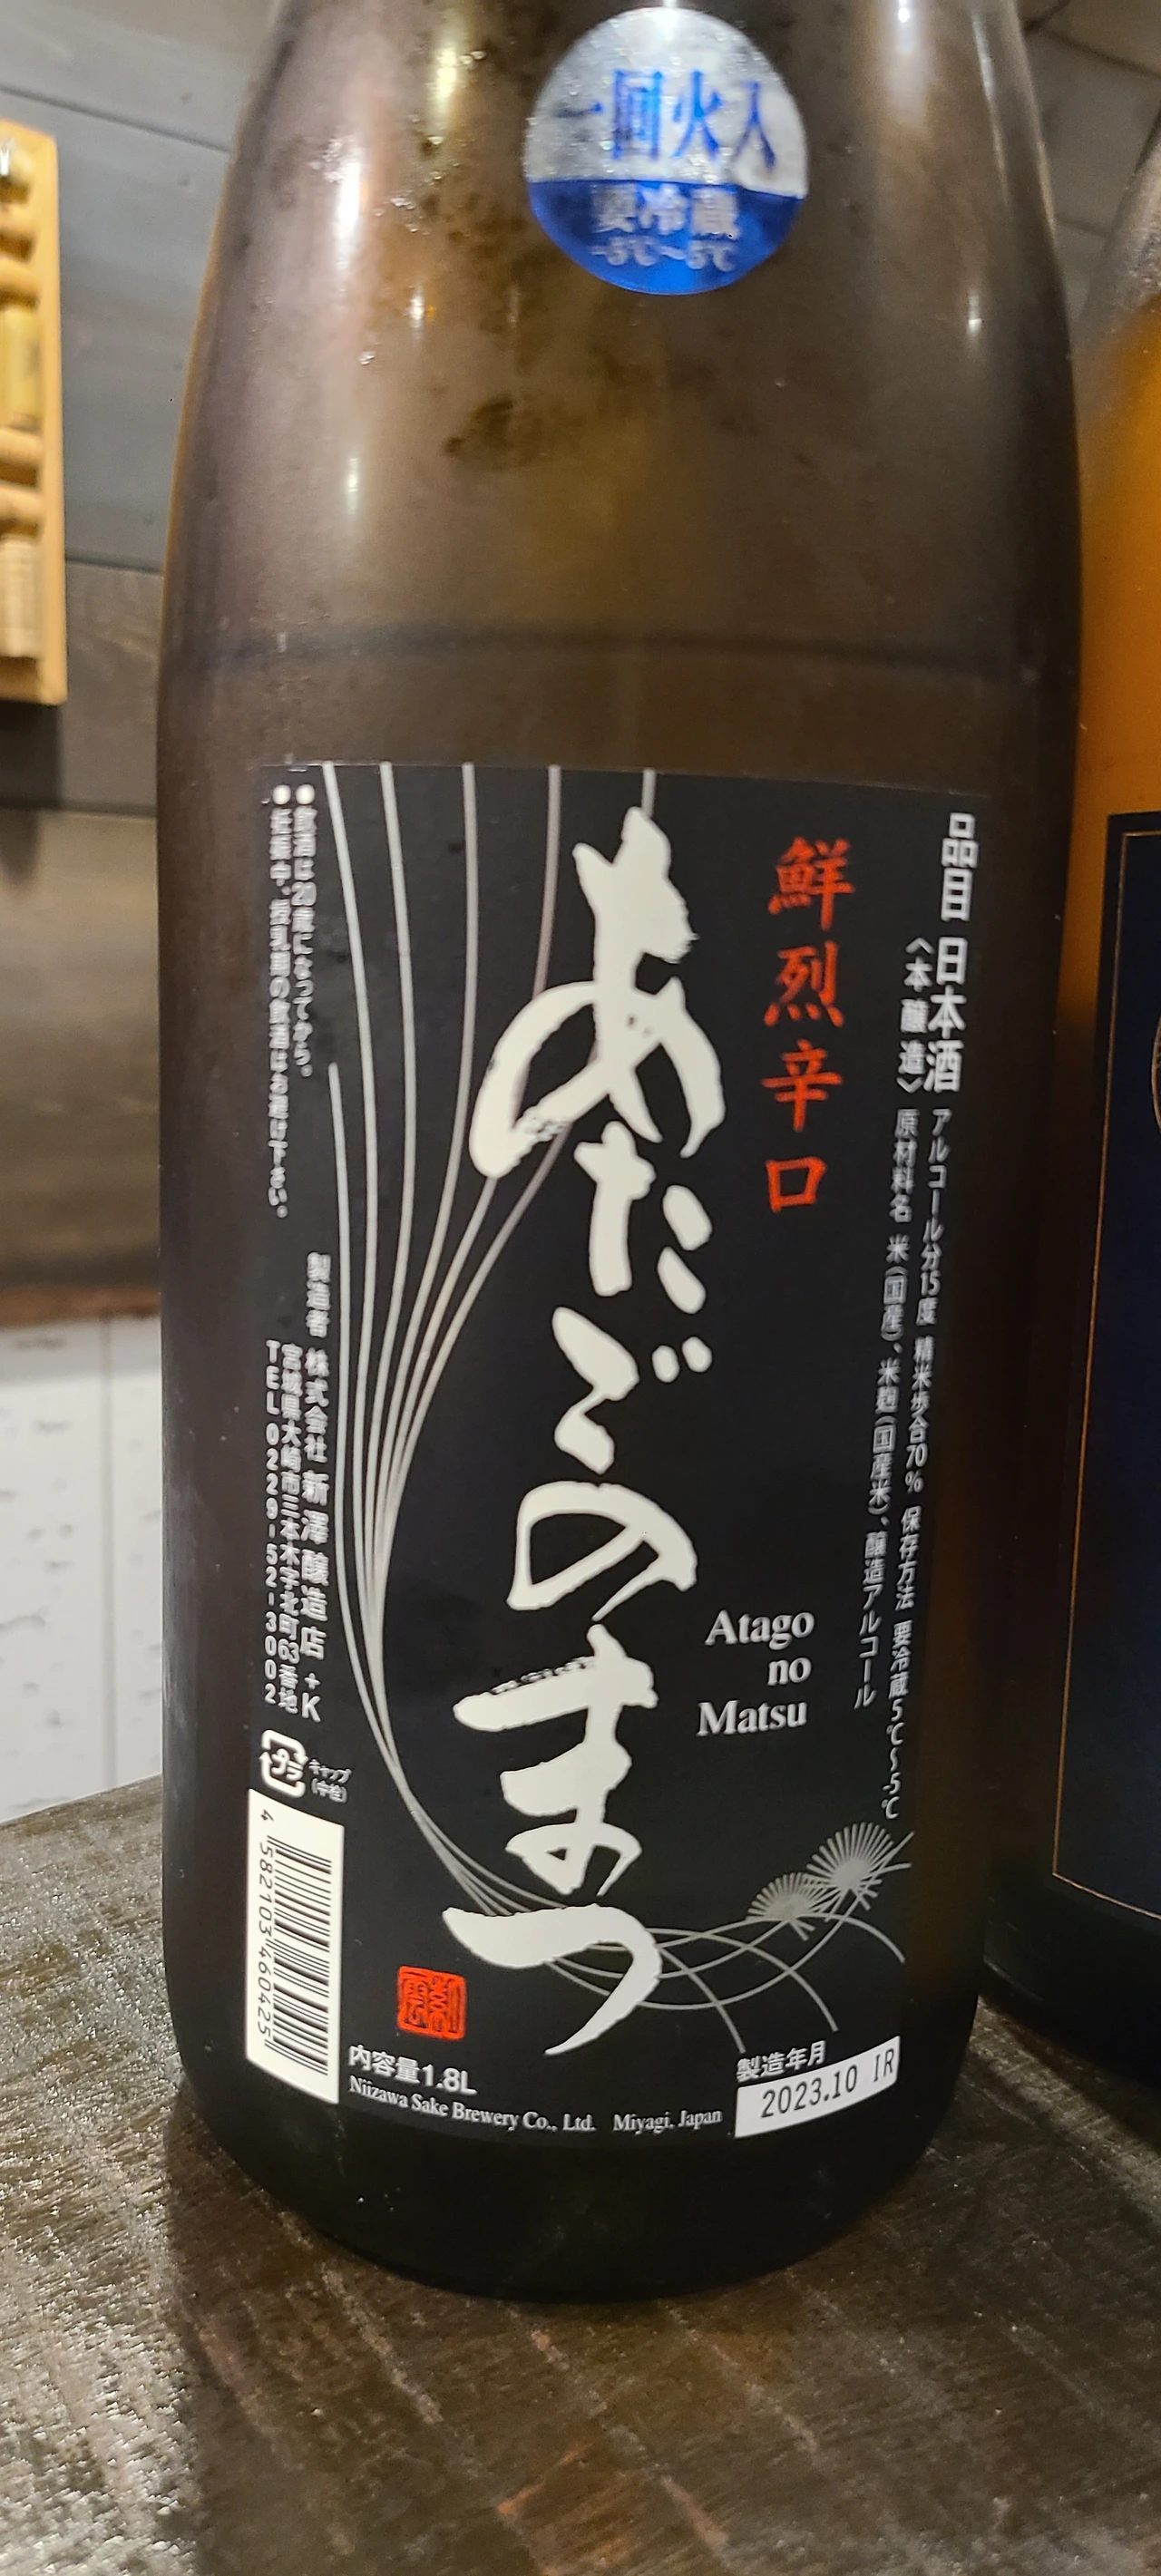 一回火入
要冷蔵
-5℃~5℃
品目 日本酒
〈本醸造〉
アルコール分15度 精米歩合70% 保存方法 要冷蔵-5℃~5℃
原材料名 米(国産)、米麹(国産米)、醸造アルコール
鮮烈辛口
あたごのまつ
Atago
no
Matsu
●飲酒は20歳になってから。
●妊娠中、授乳期の飲酒はお避け下さい。
製造者 株式会社 新澤醸造店 +K
宮城県大崎市三本木字北町63番地
TEL 0229-52-3002
プラ
キャップ
(中栓)
4 582103 460425
内容量1.8L
Niizawa Sake Brewery Co., Ltd. Miyagi, Japan
製造年月
2023.10 IR